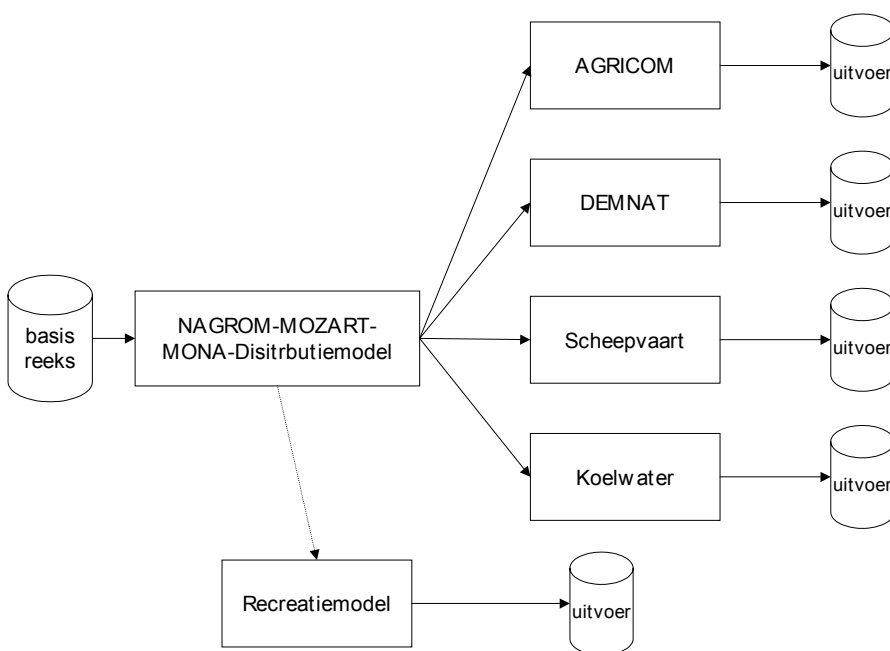 AGRICOM
uitvoer
DEMNAT
uitvoer
basis
reeks
NAGROM-MOZART-
MONA-Disitrbutiemodel
Scheepvaart
uitvoer
Koelwater
uitvoer
Recreatiemodel
uitvoer